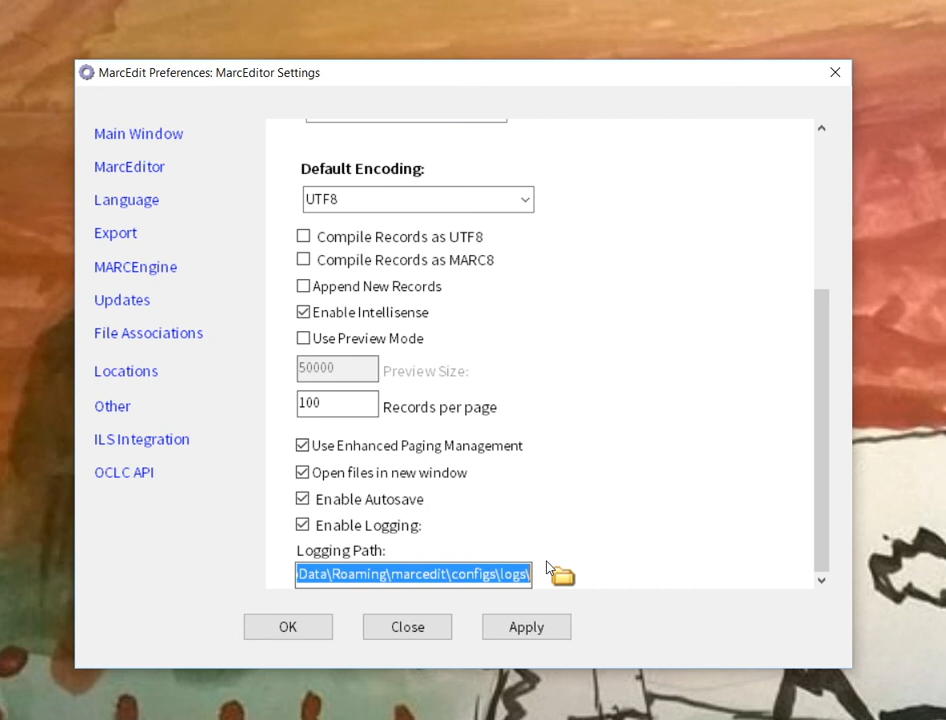 MarcEdit Preferences: MarcEditor Settings
Main Window
MarcEditor
Language
Export
MARCEngine
Updates
File Associations
Locations
Other
ILS Integration
OCLC API
Default Encoding:
UTF8
Compile Records as UTF8
Compile Records as MARC8
Append New Records
Enable Intellisense
Use Preview Mode
50000 Preview Size:
100 Records per page
Use Enhanced Paging Management
Open files in new window
Enable Autosave
Enable Logging:
Logging Path:
Data\Roaming\marcedit\configs\logs\
OK Close Apply